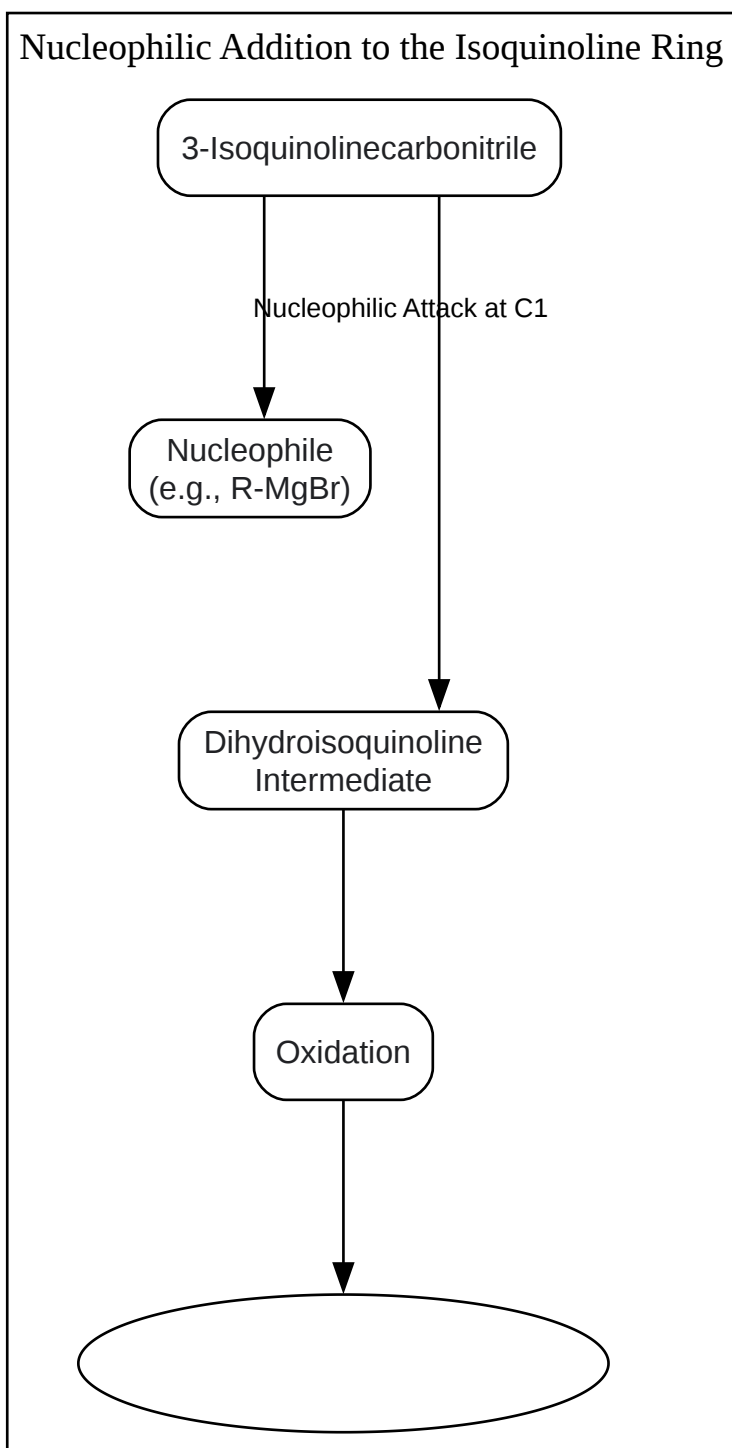 Nucleophilic Addition to the Isoquinoline Ring
3-Isoquinolinecarbonitrile
Nucleophilic Attack at C1
Nucleophile
(e.g., R-MgBr)
Dihydroisoquinoline
Intermediate
Oxidation